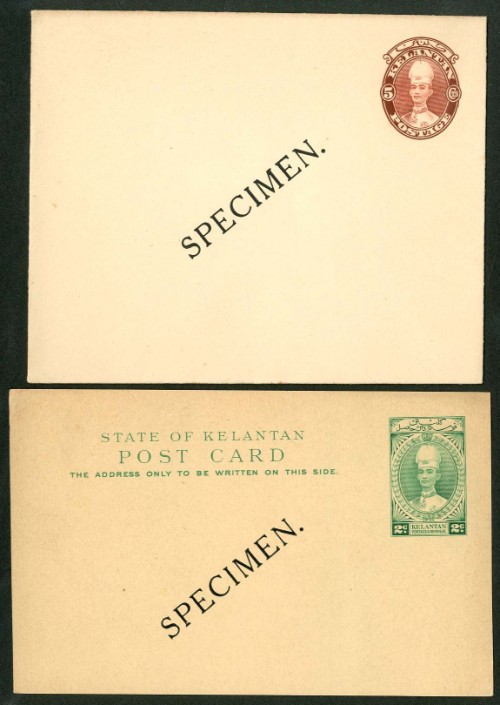 KELANTAN
5 C
POSTAGE
SPECIMEN.
STATE OF KELANTAN
POST CARD
THE ADDRESS ONLY TO BE WRITTEN ON THIS SIDE.
2C KELANTAN 2C
SPECIMEN.